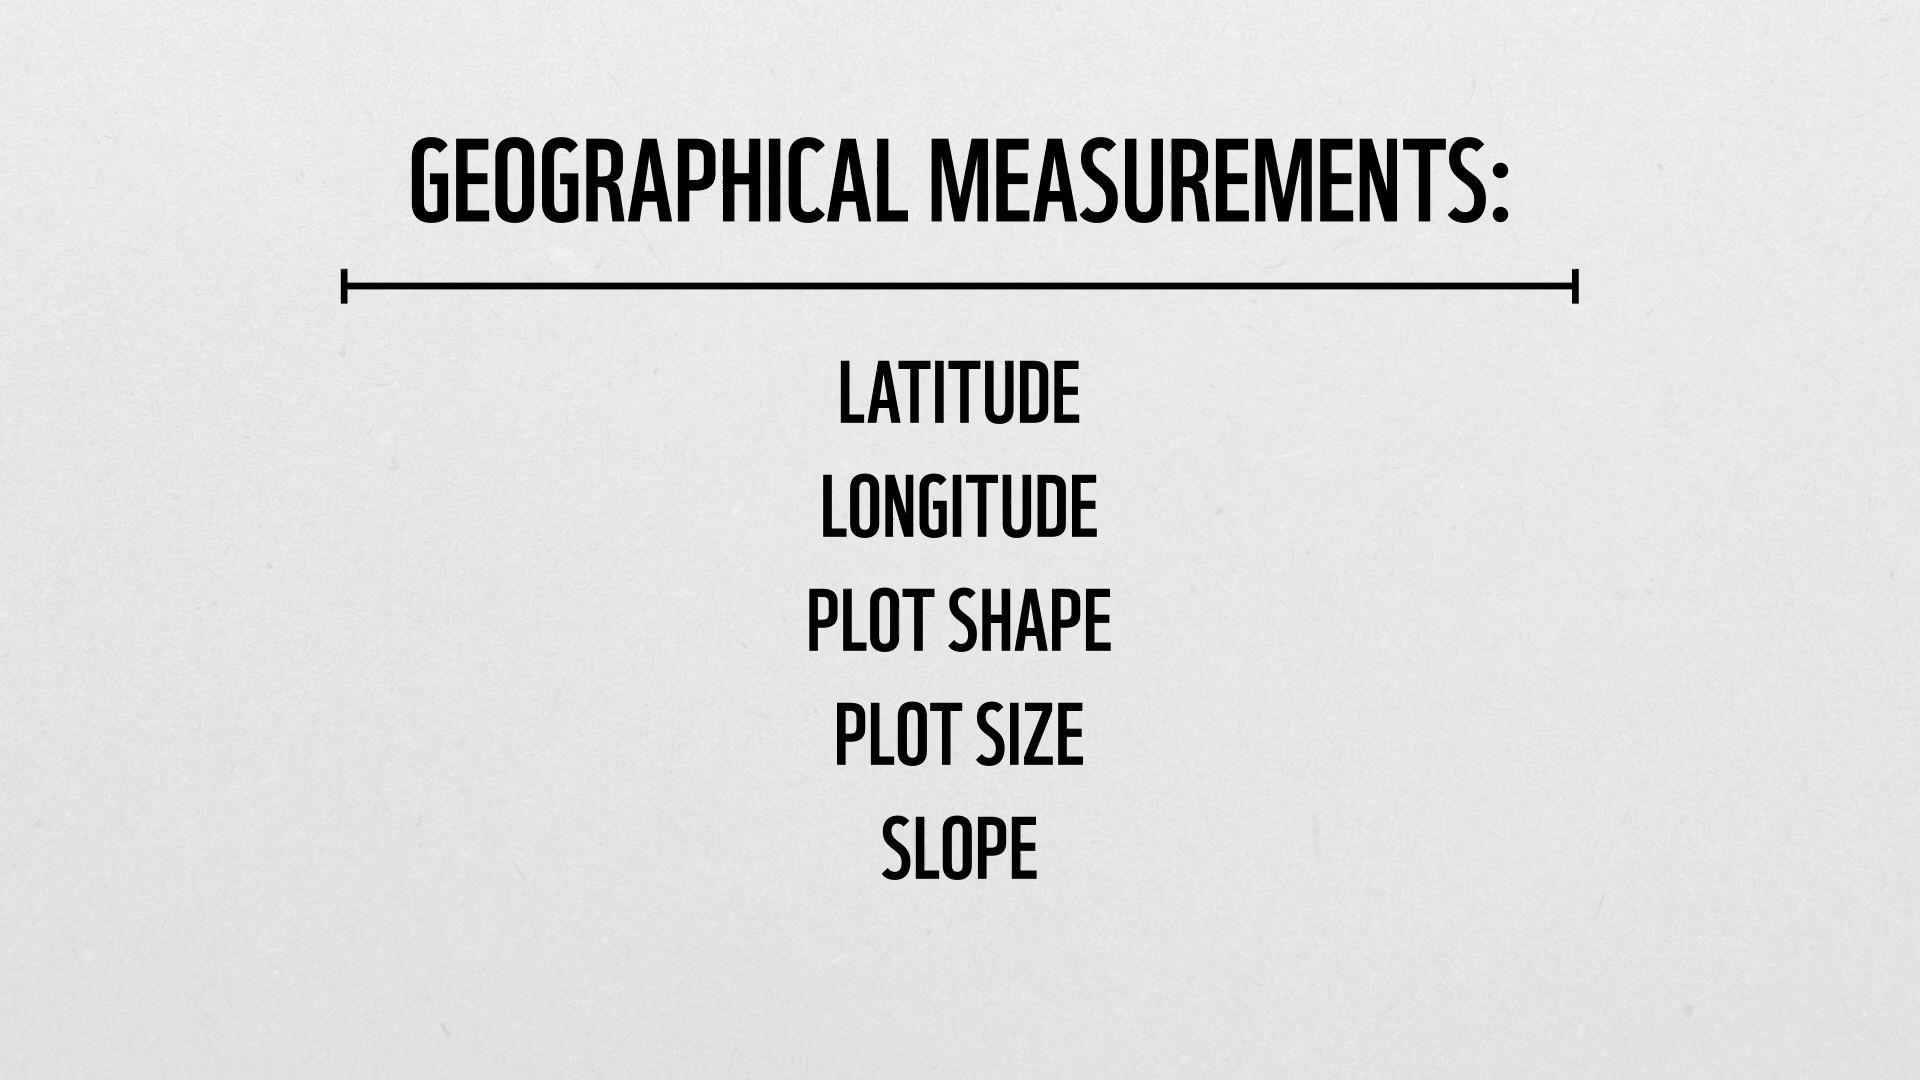 GEOGRAPHICAL MEASUREMENTS:
LATITUDE
LONGITUDE
PLOT SHAPE
PLOT SIZE
SLOPE